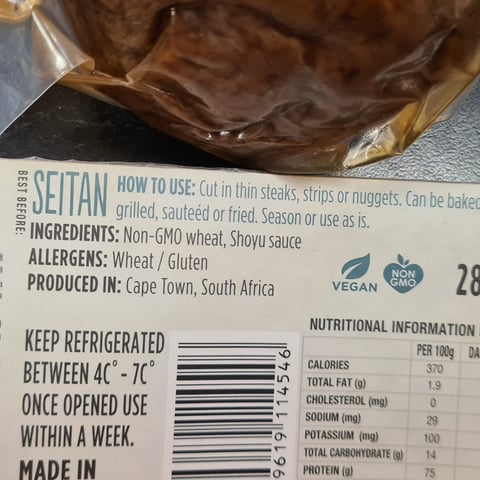 BEST BEFORE:
SEITAN
HOW TO USE: Cut in thin steaks, strips or nuggets. Can be baked
grilled, sauteéd or fried. Season or use as is.
INGREDIENTS: Non-GMO wheat, Shoyu sauce
ALLERGENS: Wheat / Gluten
PRODUCED IN: Cape Town, South Africa
VEGAN
NON
GMO
28
KEEP REFRIGERATED
BETWEEN 4C° - 7C°
ONCE OPENED USE
WITHIN A WEEK.
MADE IN
9619 114546
NUTRITIONAL INFORMATION
PER 100g DA
CALORIES 370
TOTAL FAT (g) 1.9
CHOLESTEROL (mg) 0
SODIUM (mg) 29
POTASSIUM (mg) 100
TOTAL CARBOHYDRATE (g) 14
PROTEIN (g) 75